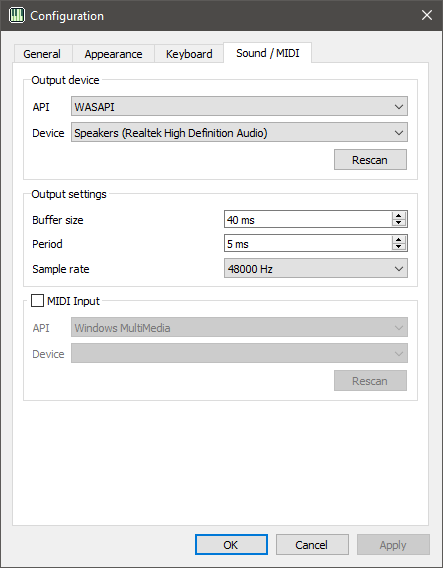 Configuration
General Appearance Keyboard Sound / MIDI
Output device
API WASAPI
Device Speakers (Realtek High Definition Audio)
Rescan
Output settings
Buffer size 40 ms
Period 5 ms
Sample rate 48000 Hz
MIDI Input
API Windows MultiMedia
Device
Rescan
OK Cancel Apply